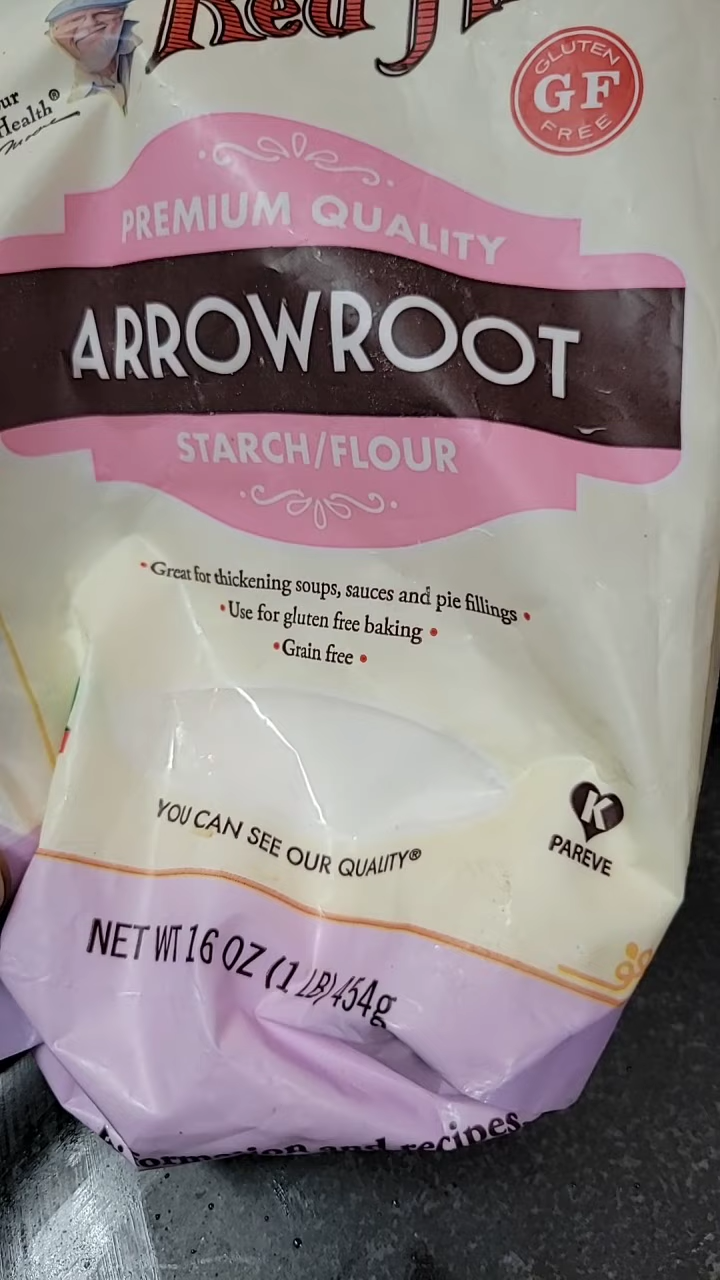 Red
Health®
GLUTEN
GF
FREE
PREMIUM QUALITY
ARROWROOT
STARCH/FLOUR
• Great for thickening soups, sauces and pie fillings •
• Use for gluten free baking •
• Grain free •
YOU CAN SEE OUR QUALITY®
K
PAREVE
NET WT 16 OZ (1 LB) 454g
and recipes